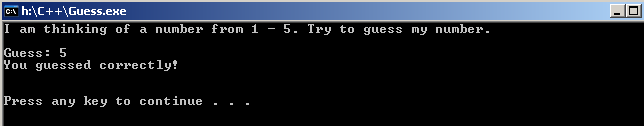 h:\C++\Guess.exe
I am thinking of a number from 1 - 5. Try to guess my number.
Guess: 5
You guessed correctly!
Press any key to continue . . .